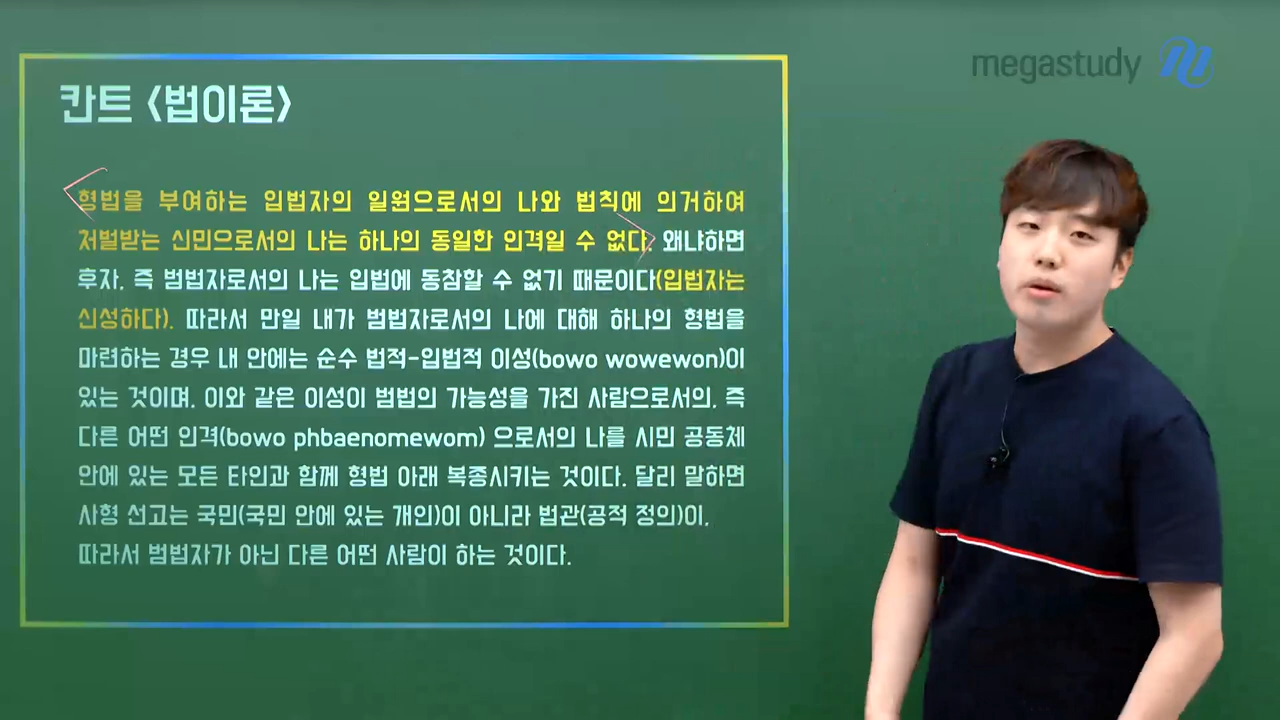 megastudy
칸트 〈법이론〉
형법을 부여하는 입법자의 일원으로서의 나와 법칙에 의거하여
처벌받는 신민으로서의 나는 하나의 동일한 인격일 수 없다. 왜냐하면
후자, 즉 범법자로서의 나는 입법에 동참할 수 없기 때문이다(입법자는
신성하다). 따라서 만일 내가 범법자로서의 나에 대해 하나의 형법을
마련하는 경우 내 안에는 순수 법적-입법적 이성(bowo wowewon)이
있는 것이며, 이와 같은 이성이 범법의 가능성을 가진 사람으로서의, 즉
다른 어떤 인격(bowo phbaenomewom) 으로서의 나를 시민 공동체
안에 있는 모든 타인과 함께 형법 아래 복종시키는 것이다. 달리 말하면
사형 선고는 국민(국민 안에 있는 개인)이 아니라 법관(공적 정의)이,
따라서 범법자가 아닌 다른 어떤 사람이 하는 것이다.